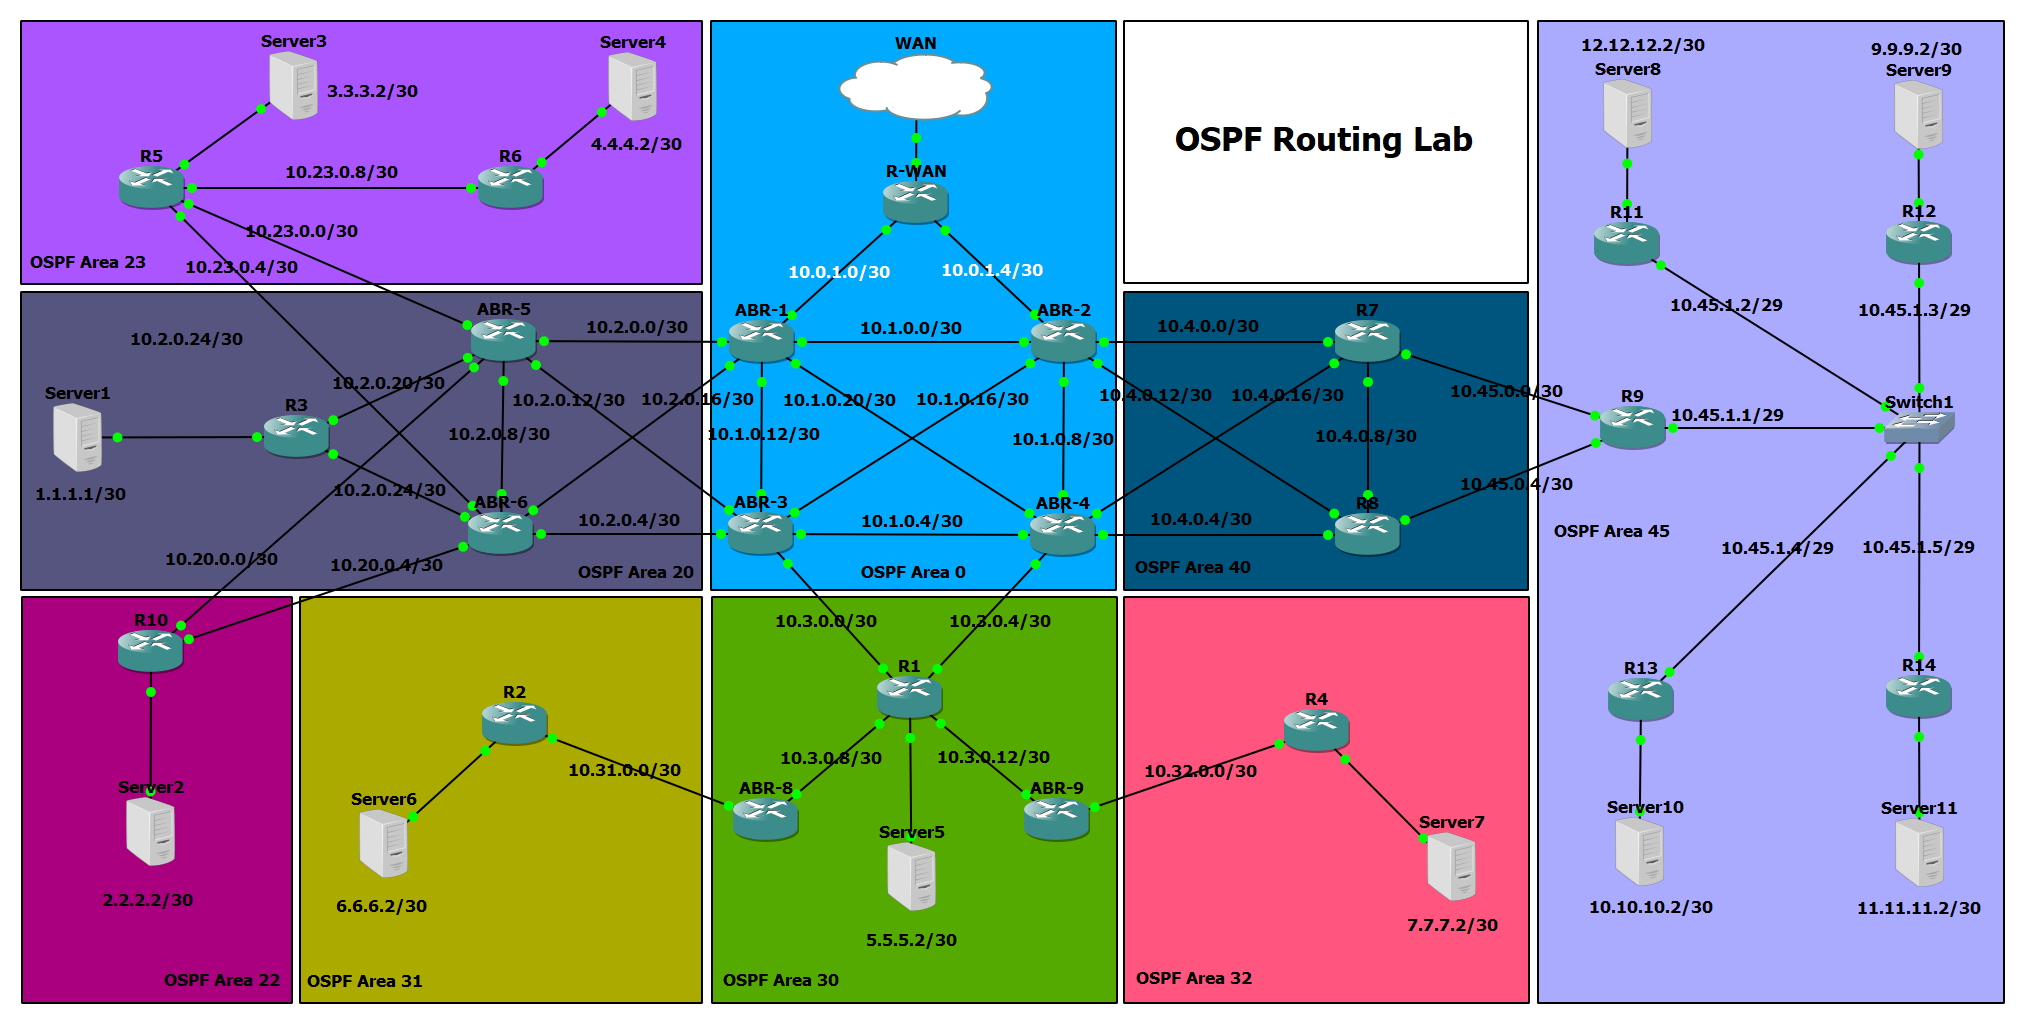 Server3
3.3.3.2/30
Server4
4.4.4.2/30
R5
10.23.0.8/30
R6
10.23.0.0/30
10.23.0.4/30
OSPF Area 23
WAN
R-WAN
10.0.1.0/30
10.0.1.4/30
OSPF Routing Lab
12.12.12.2/30
Server8
9.9.9.2/30
Server9
R11
R12
10.45.1.2/29
10.45.1.3/29
ABR-5
10.2.0.24/30
10.2.0.0/30
10.2.0.20/30
Server1
R3
10.2.0.12/30
10.2.0.16/30
10.2.0.8/30
1.1.1.1/30
10.2.0.24/30
ABR-6
10.2.0.4/30
10.20.0.0/30
10.20.0.4/30
OSPF Area 20
ABR-1
ABR-2
10.1.0.0/30
10.1.0.20/30
10.1.0.16/30
10.1.0.12/30
10.1.0.8/30
ABR-3
ABR-4
10.1.0.4/30
OSPF Area 0
R7
10.4.0.0/30
10.4.0.12/30
10.4.0.16/30
10.4.0.8/30
R8
10.4.0.4/30
OSPF Area 40
10.45.0.0/30
R9
10.45.1.1/29
Switch1
10.45.0.4/30
OSPF Area 45
10.45.1.4/29
10.45.1.5/29
R13
R14
Server10
Server11
10.10.10.2/30
11.11.11.2/30
R10
Server2
2.2.2.2/30
OSPF Area 22
R2
10.31.0.0/30
Server6
6.6.6.2/30
OSPF Area 31
10.3.0.0/30
10.3.0.4/30
R1
10.3.0.8/30
10.3.0.12/30
ABR-8
ABR-9
Server5
5.5.5.2/30
OSPF Area 30
R4
10.32.0.0/30
Server7
7.7.7.2/30
OSPF Area 32